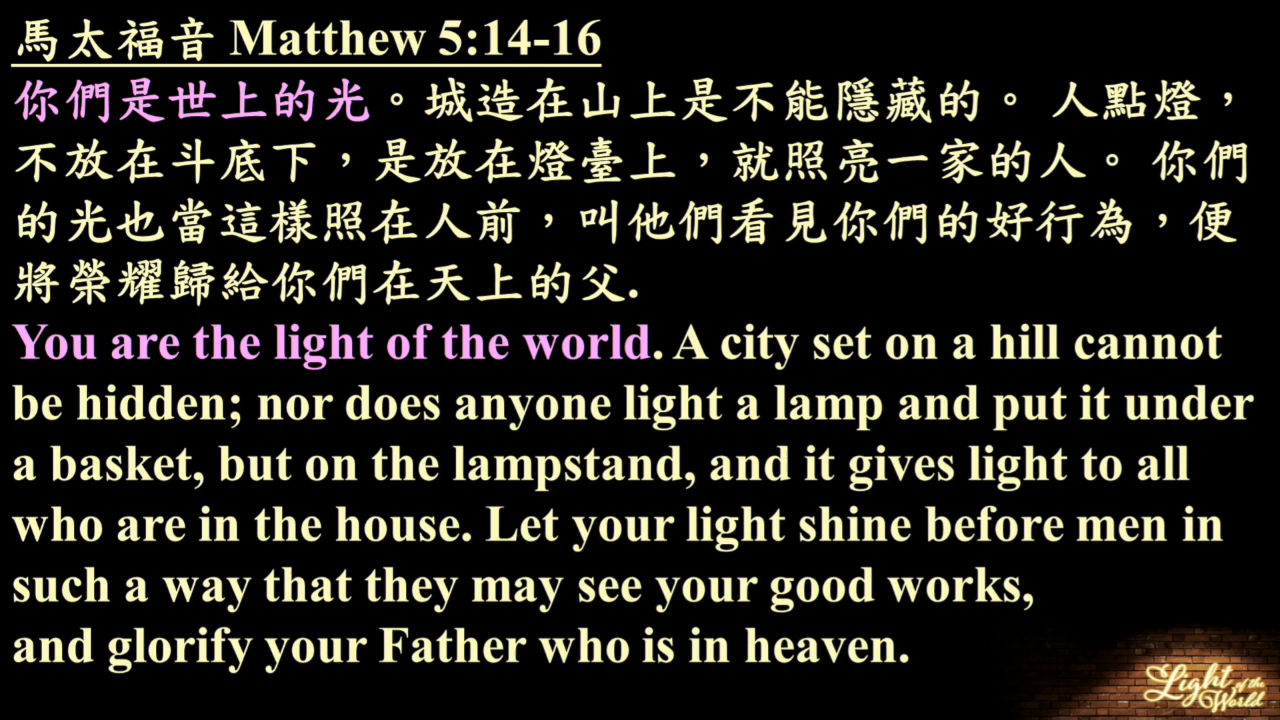 馬太福音 Matthew 5:14-16
你們是世上的光。城造在山上是不能隱藏的。 人點燈，
不放在斗底下，是放在燈臺上，就照亮一家的人。 你們
的光也當這樣照在人前，叫他們看見你們的好行為，便
將榮耀歸給你們在天上的父.
You are the light of the world. A city set on a hill cannot
be hidden; nor does anyone light a lamp and put it under
a basket, but on the lampstand, and it gives light to all
who are in the house. Let your light shine before men in
such a way that they may see your good works,
and glorify your Father who is in heaven.
Light of the
World